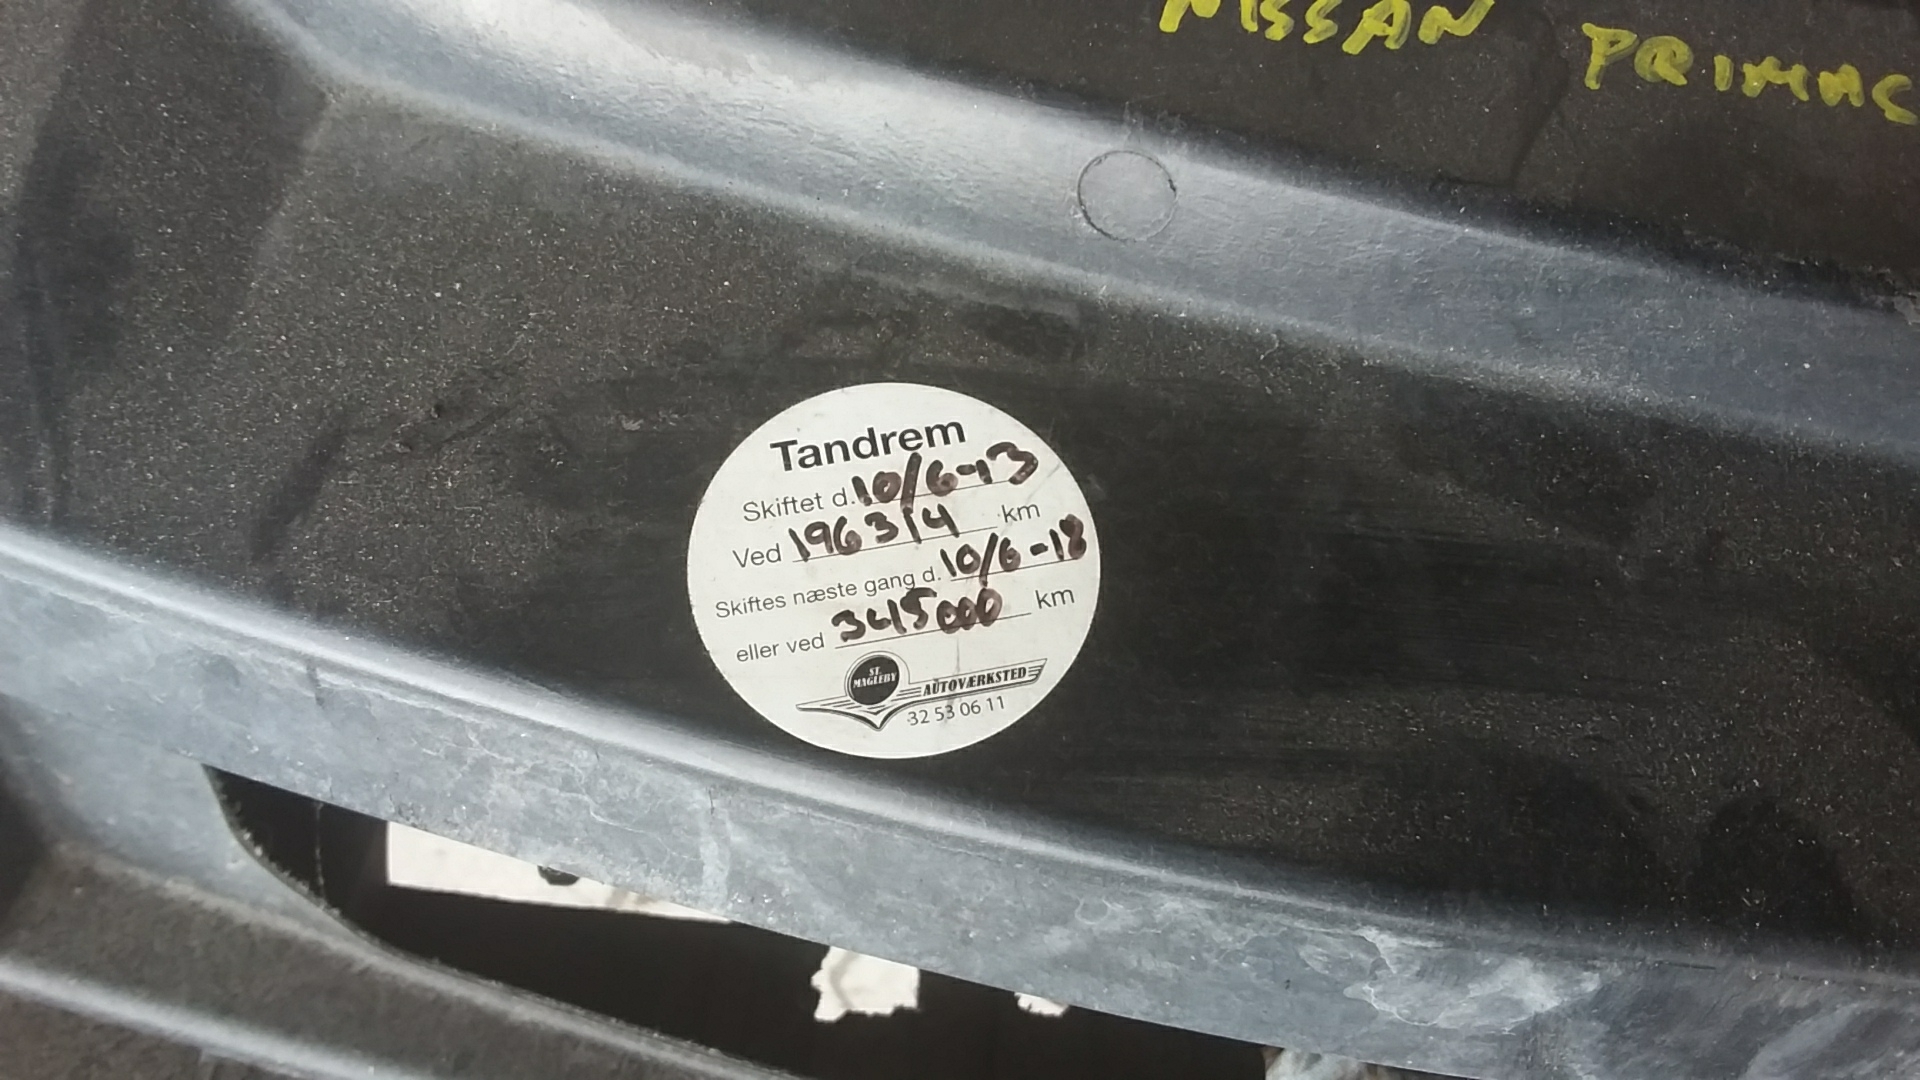 NISSAN PRIMAS
Tandrem
Skiftet d. 10/6-13
Ved 196314 km
Skiftes næste gang d. 10/6-18
eller ved 345000 km
ST. MAGLEBY
AUTOVÆRKSTED
32 53 06 11